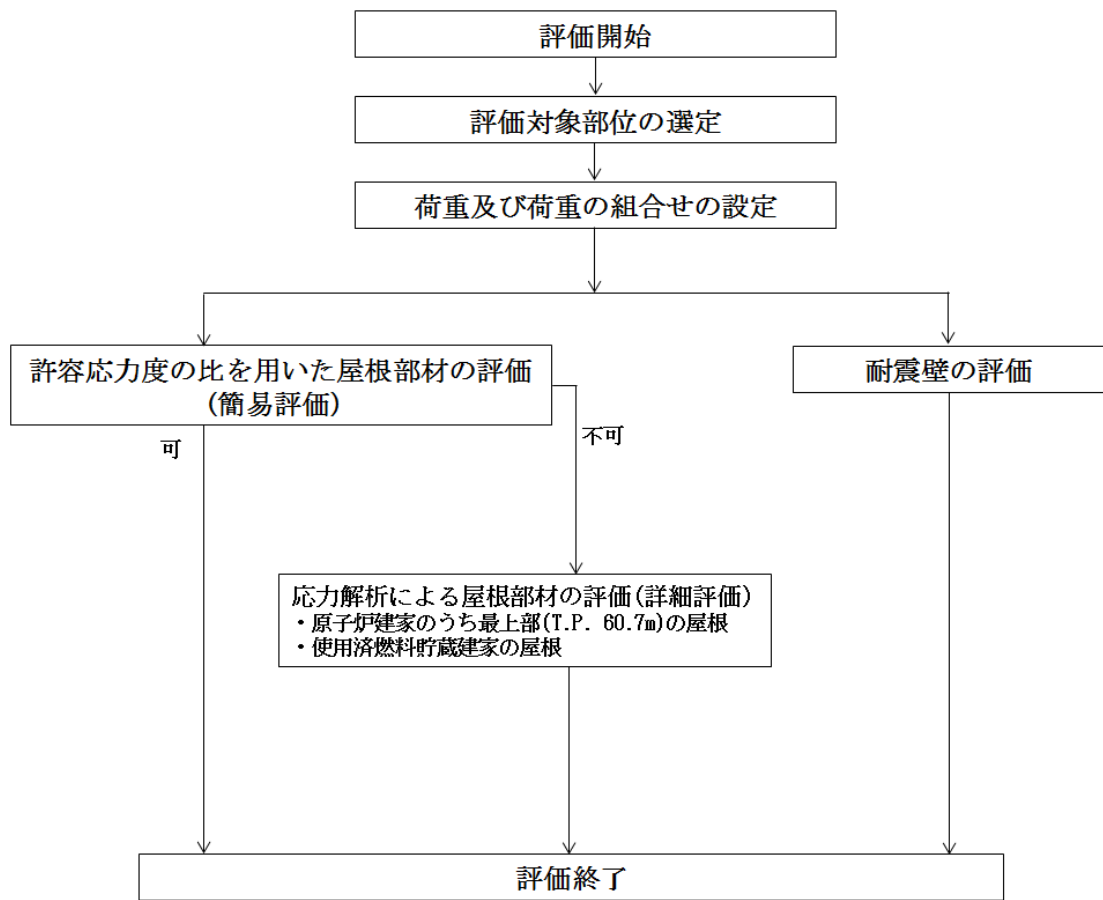 評価開始
評価対象部位の選定
荷重及び荷重の組合せの設定
許容応力度の比を用いた屋根部材の評価
(簡易評価)
耐震壁の評価
可
不可
応力解析による屋根部材の評価(詳細評価)
・原子炉建家のうち最上部(T.P. 60.7m)の屋根
・使用済燃料貯蔵建家の屋根
評価終了